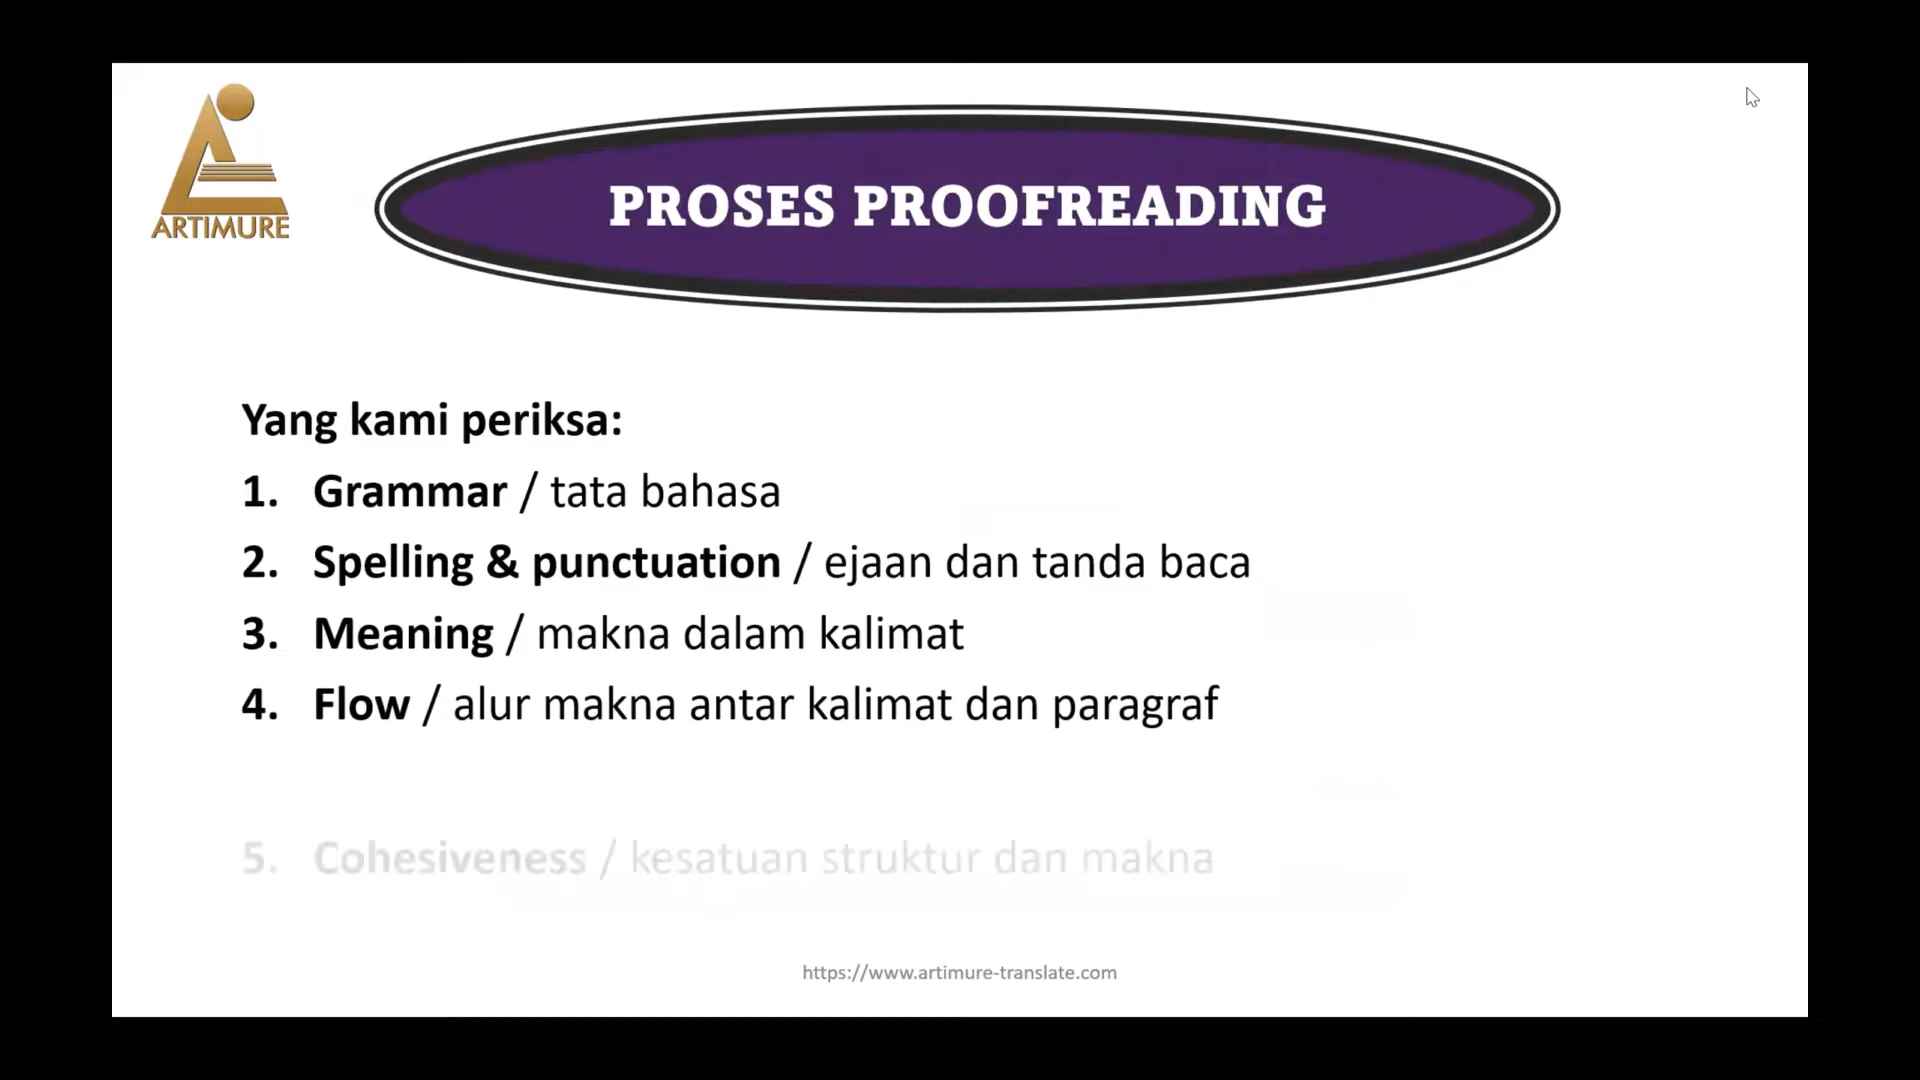 ARTIMURE
PROSES PROOFREADING
Yang kami periksa:
1. Grammar / tata bahasa
2. Spelling & punctuation / ejaan dan tanda baca
3. Meaning / makna dalam kalimat
4. Flow / alur makna antar kalimat dan paragraf
5. Cohesiveness / kesatuan struktur dan makna
https://www.artimure-translate.com